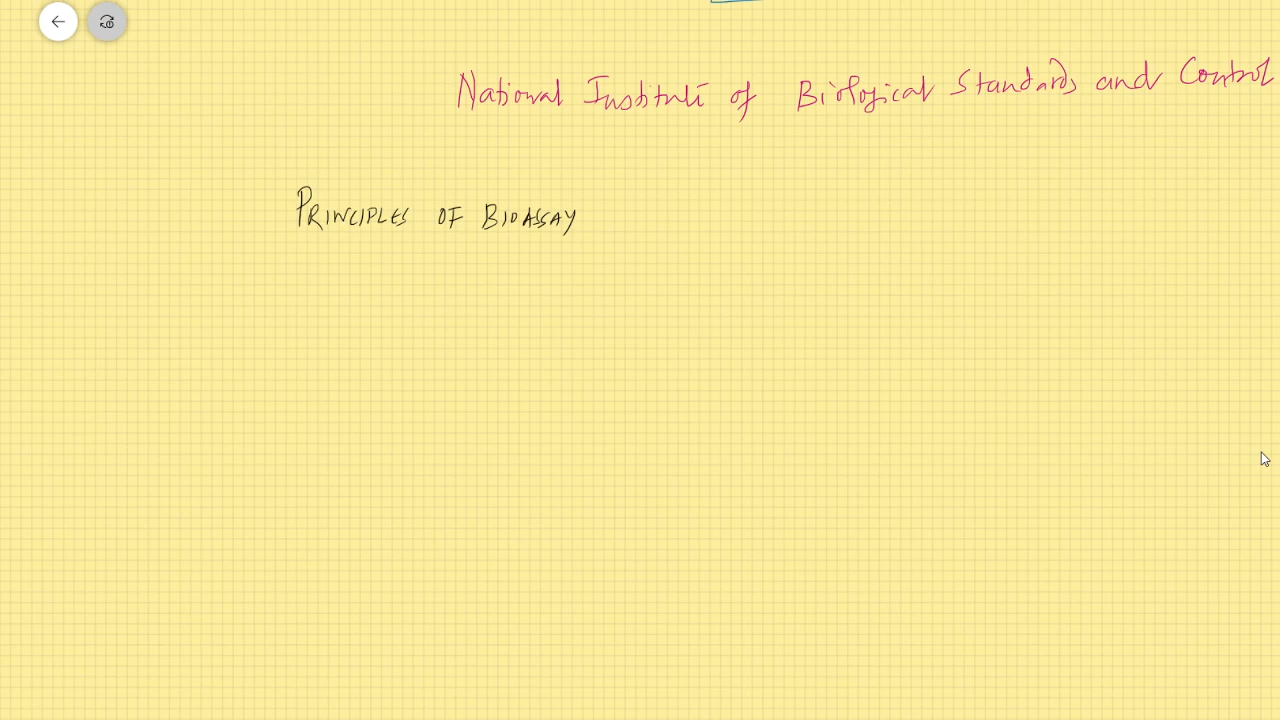 National Institute of Biological Standards and Control
PRINCIPLES OF BIOASSAY